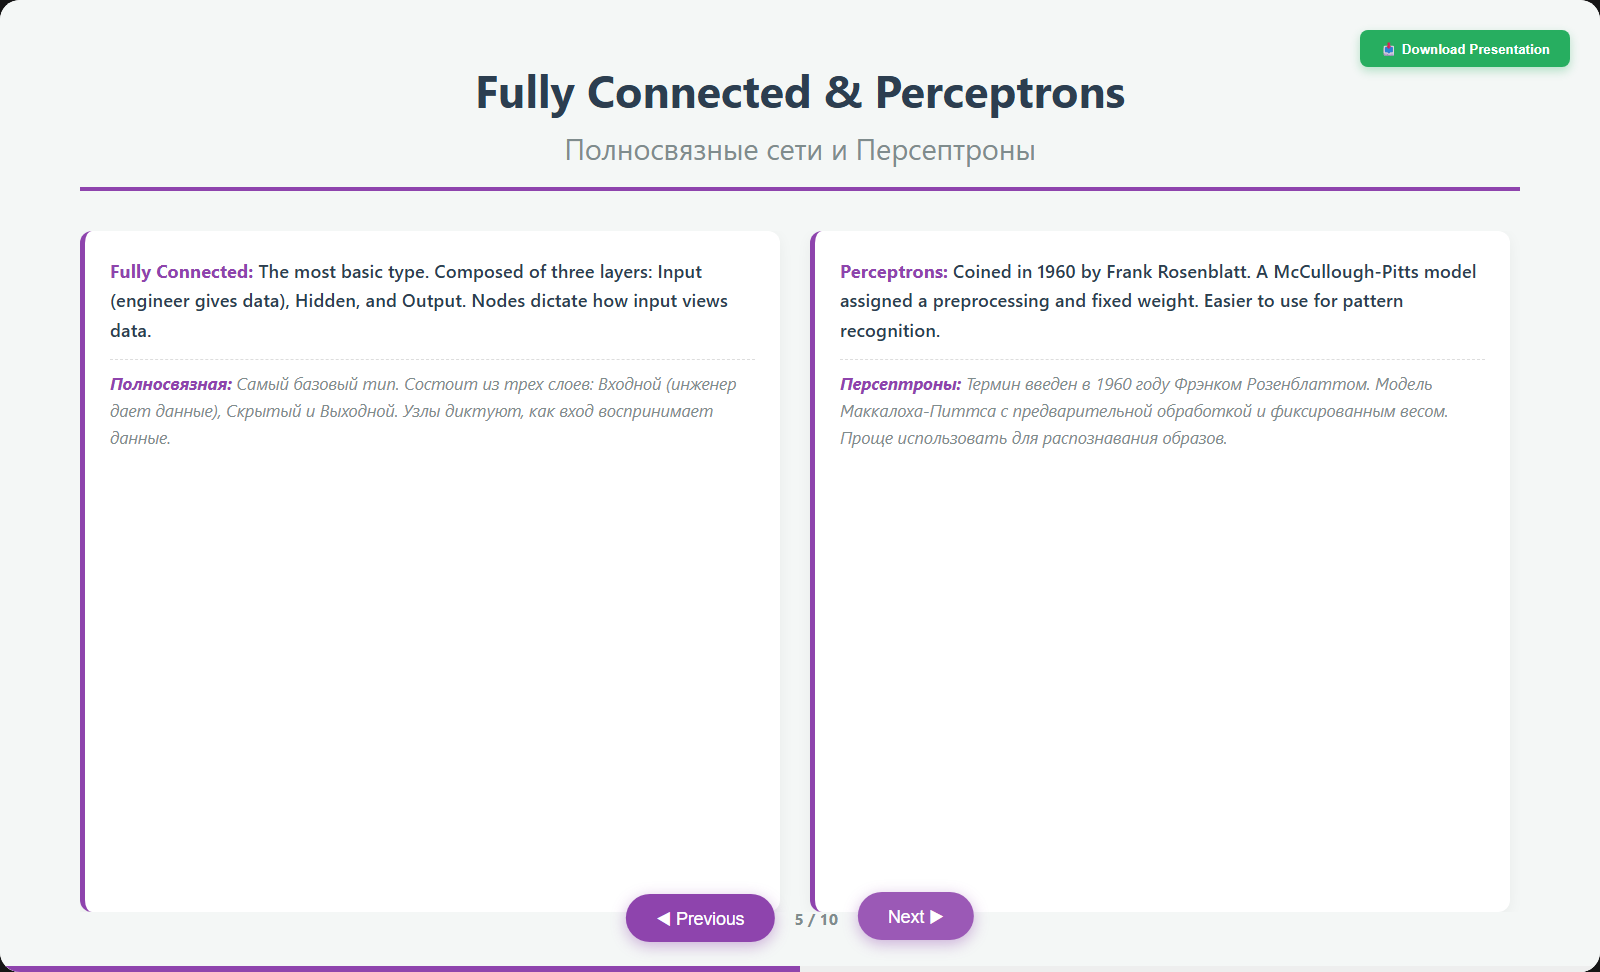 Download Presentation
Fully Connected & Perceptrons
Полносвязные сети и Персептроны
Fully Connected: The most basic type. Composed of three layers: Input
(engineer gives data), Hidden, and Output. Nodes dictate how input views
data.
Полносвязная: Самый базовый тип. Состоит из трех слоев: Входной (инженер
дает данные), Скрытый и Выходной. Узлы диктуют, как вход воспринимает
данные.
Perceptrons: Coined in 1960 by Frank Rosenblatt. A McCullough-Pitts model
assigned a preprocessing and fixed weight. Easier to use for pattern
recognition.
Персептроны: Термин введен в 1960 году Фрэнком Розенблаттом. Модель
Маккалоха-Питтса с предварительной обработкой и фиксированным весом.
Проще использовать для распознавания образов.
◀ Previous
5 / 10
Next ▶